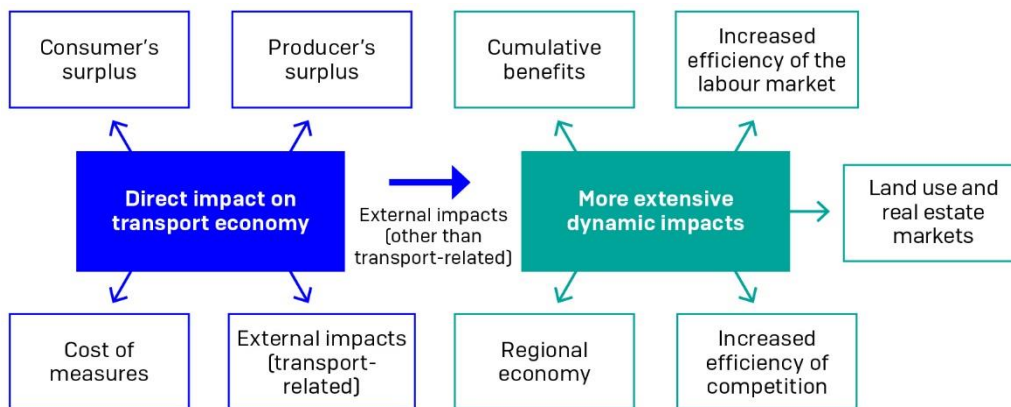 Consumer's
surplus
Producer's
surplus
Cumulative
benefits
Increased
efficiency of the
labour market
Direct impact on
transport economy
External impacts
(other than
transport-related)
More extensive
dynamic impacts
Land use and
real estate
markets
Cost of
measures
External impacts
(transport-
related)
Regional
economy
Increased
efficiency of
competition